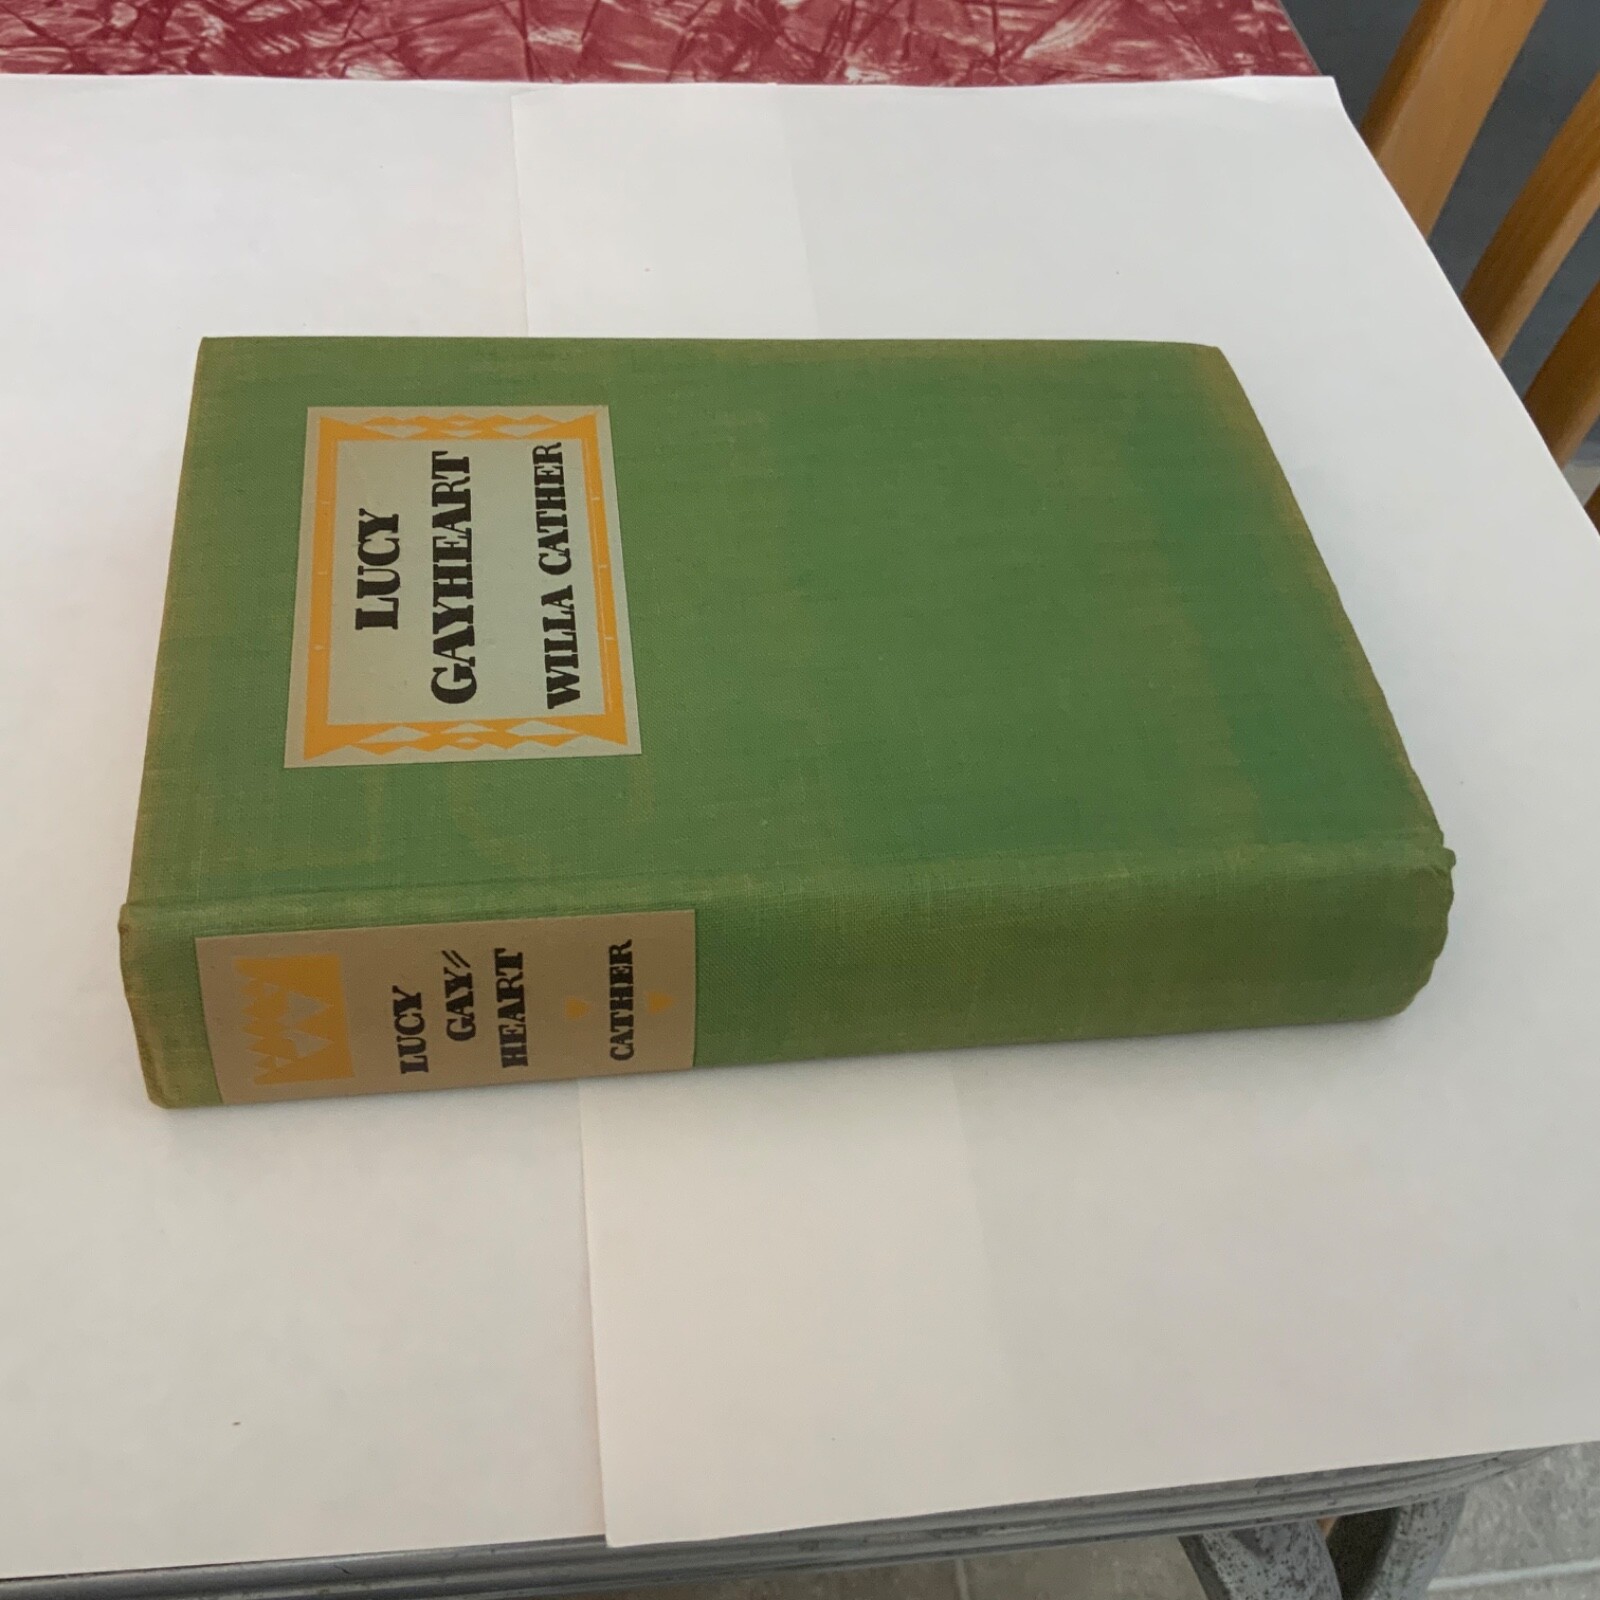 LUCY
GAYHEART
WILLA CATHER
LUCY
GAY=
HEART
CATHER